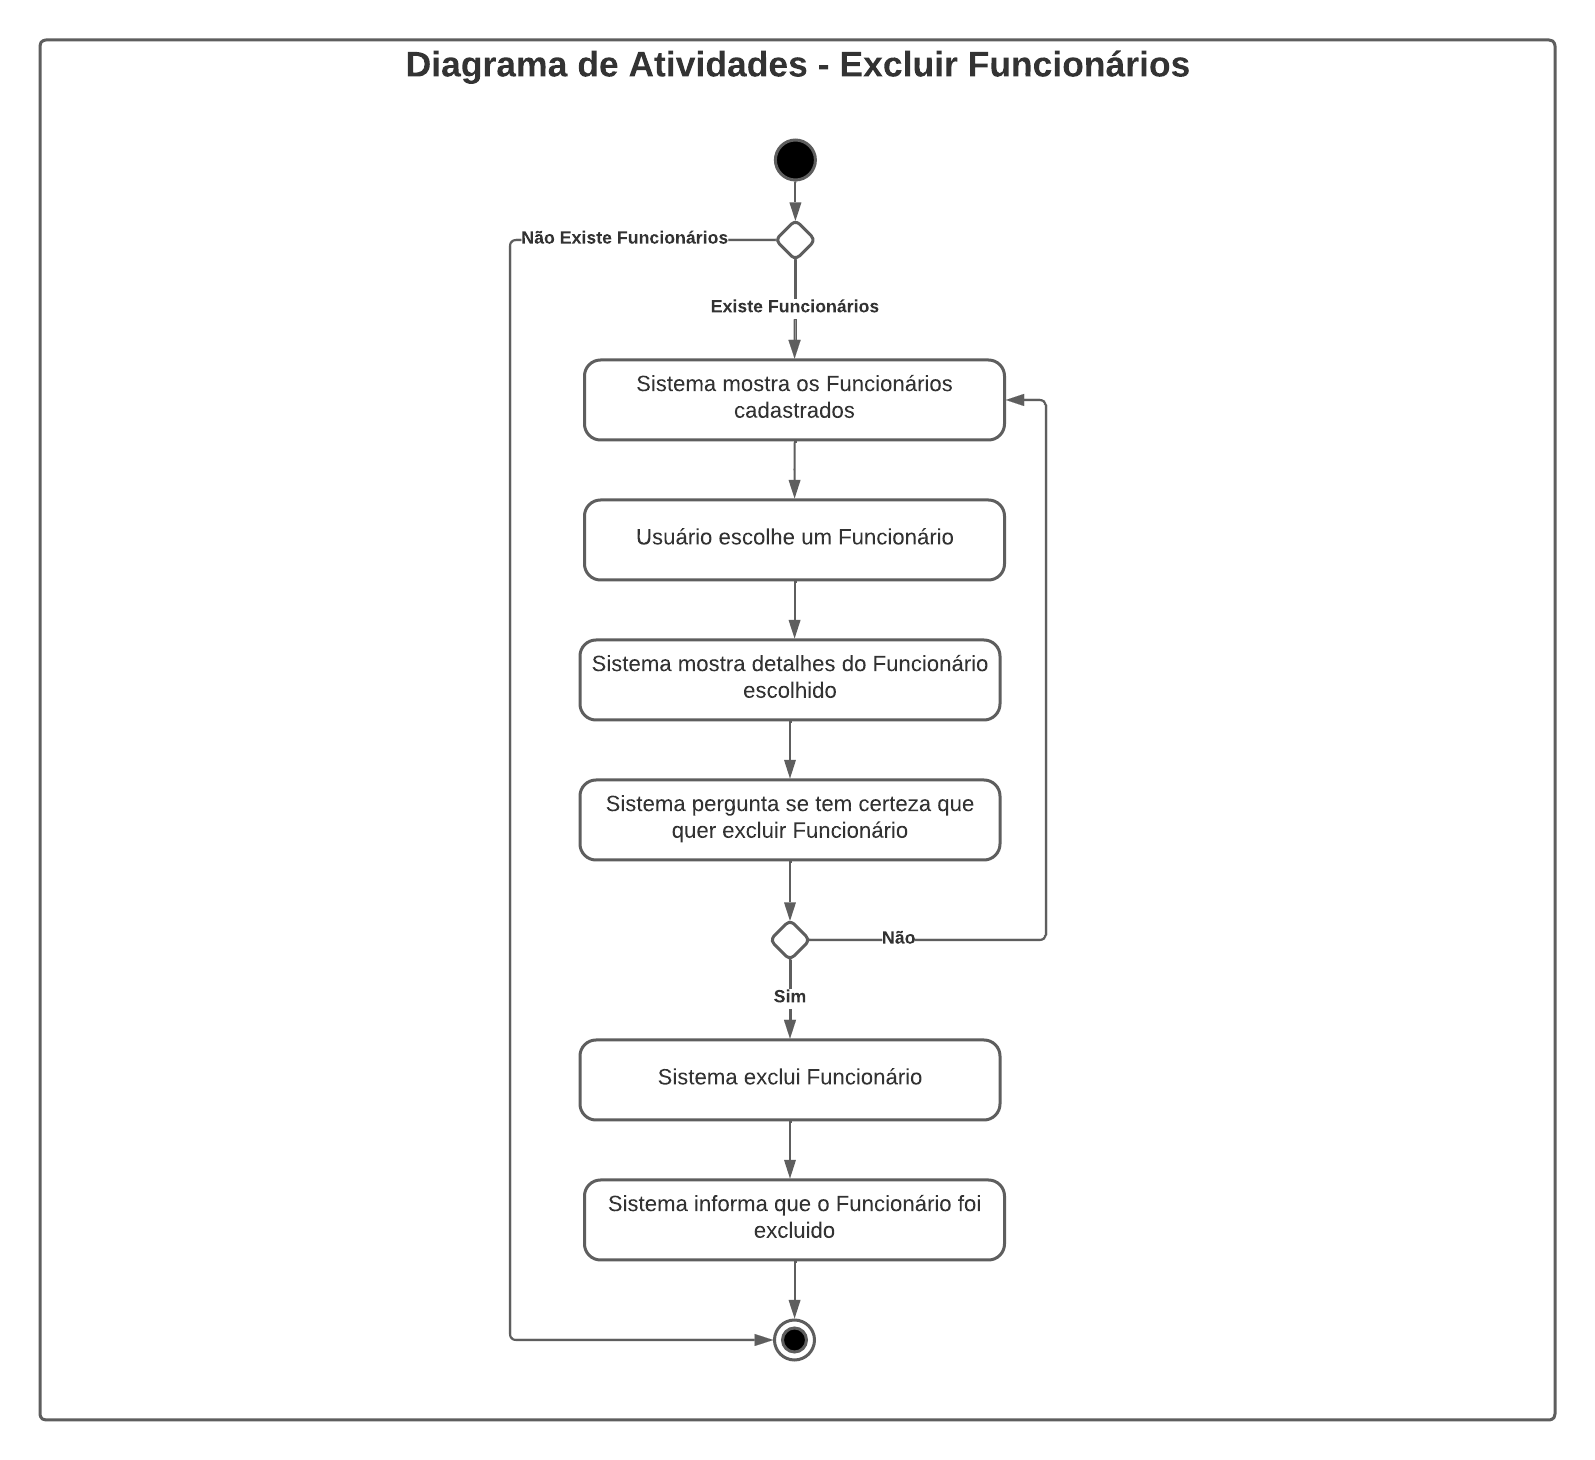 Diagrama de Atividades - Excluir Funcionários
Não Existe Funcionários
Existe Funcionários
Sistema mostra os Funcionários
cadastrados
Usuário escolhe um Funcionário
Sistema mostra detalhes do Funcionário
escolhido
Sistema pergunta se tem certeza que
quer excluir Funcionário
Não
Sim
Sistema exclui Funcionário
Sistema informa que o Funcionário foi
excluido